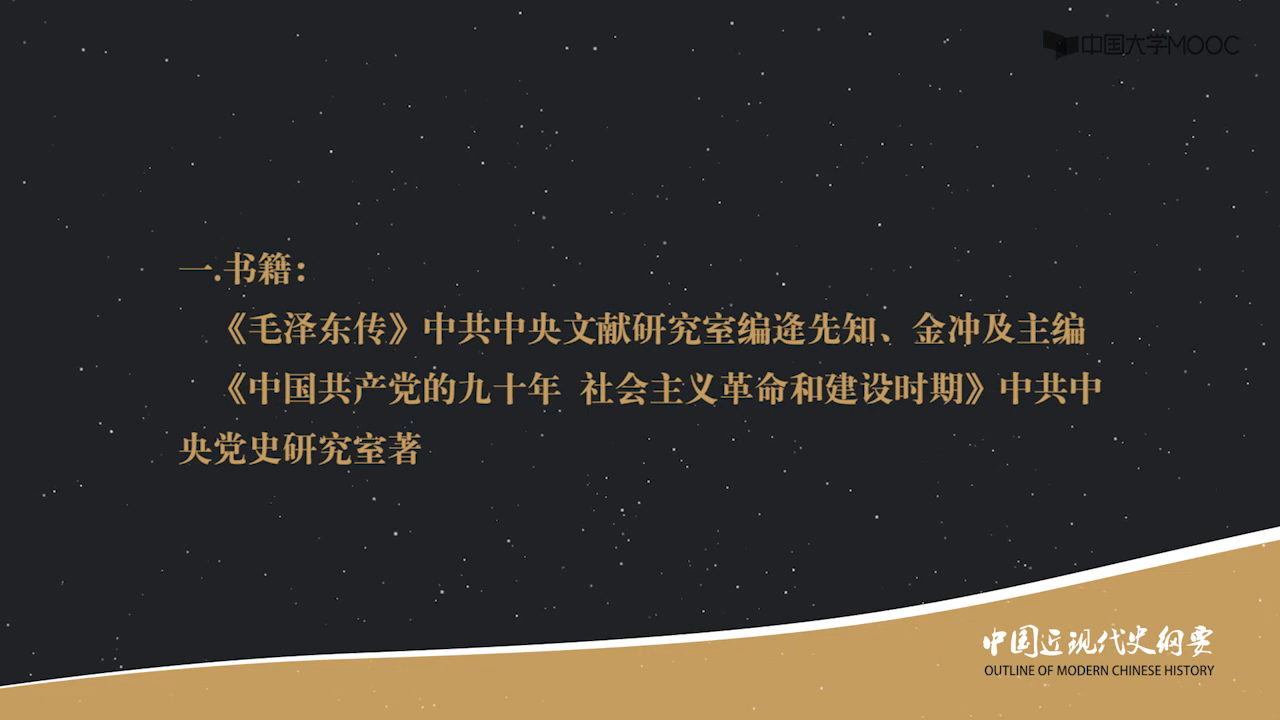 中国大学MOOC
一.书籍：
《毛泽东传》中共中央文献研究室编逄先知、金冲及主编
《中国共产党的九十年 社会主义革命和建设时期》中共中
央党史研究室著
中国近现代史纲要
OUTLINE OF MODERN CHINESE HISTORY